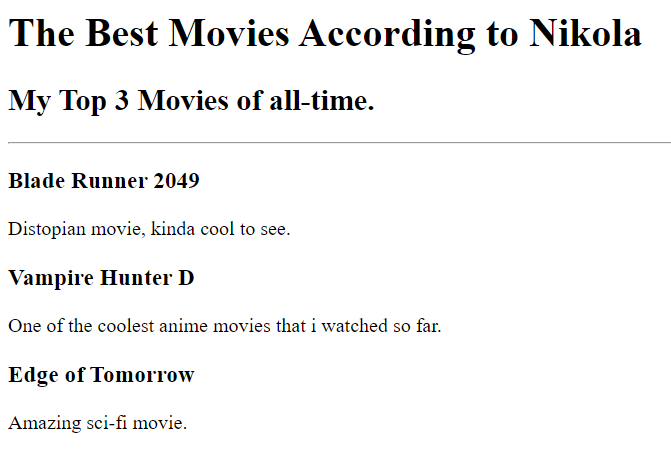 The Best Movies According to Nikola
My Top 3 Movies of all-time.
Blade Runner 2049
Distopian movie, kinda cool to see.
Vampire Hunter D
One of the coolest anime movies that i watched so far.
Edge of Tomorrow
Amazing sci-fi movie.